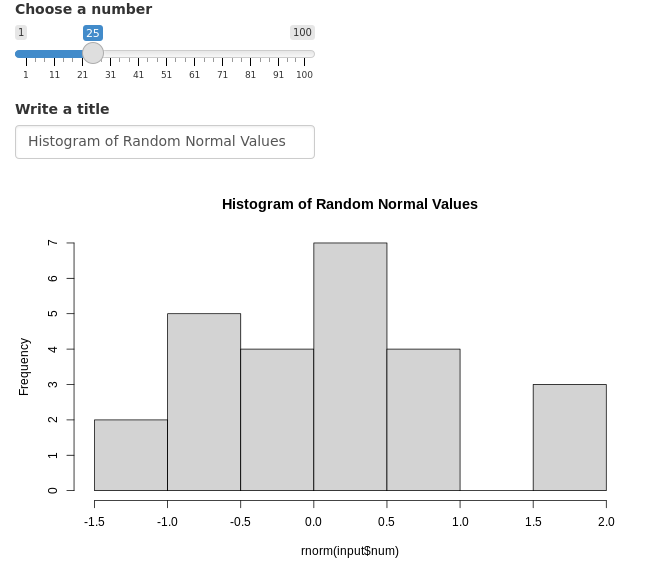 Choose a number
1 25 100
1 11 21 31 41 51 61 71 81 91 100
Write a title
Histogram of Random Normal Values
Histogram of Random Normal Values
7
6
5
4
3
2
1
0
Frequency
-1.5 -1.0 -0.5 0.0 0.5 1.0 1.5 2.0
rnorm(input$num)